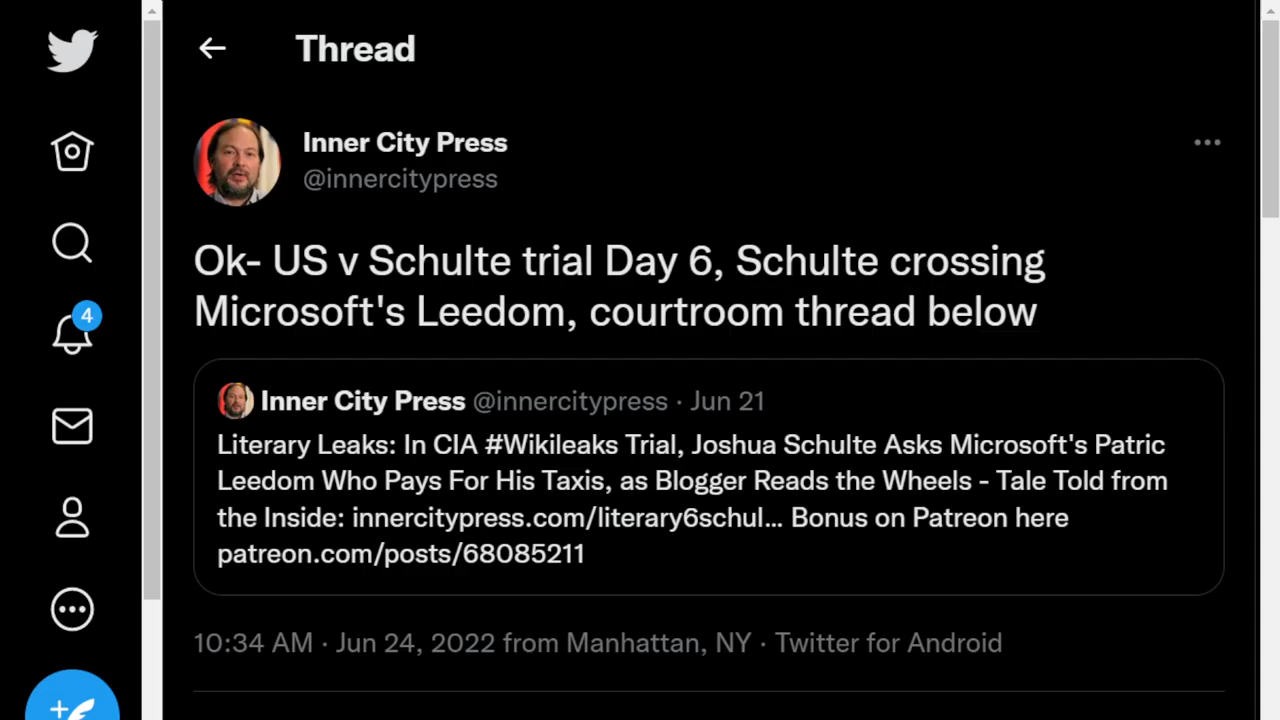 Thread
Inner City Press
@innercitypress
Ok- US v Schulte trial Day 6, Schulte crossing
Microsoft's Leedom, courtroom thread below
Inner City Press @innercitypress · Jun 21
Literary Leaks: In CIA #Wikileaks Trial, Joshua Schulte Asks Microsoft's Patric
Leedom Who Pays For His Taxis, as Blogger Reads the Wheels - Tale Told from
the Inside: innercitypress.com/literary6schul... Bonus on Patreon here
patreon.com/posts/68085211
10:34 AM · Jun 24, 2022 from Manhattan, NY · Twitter for Android
4